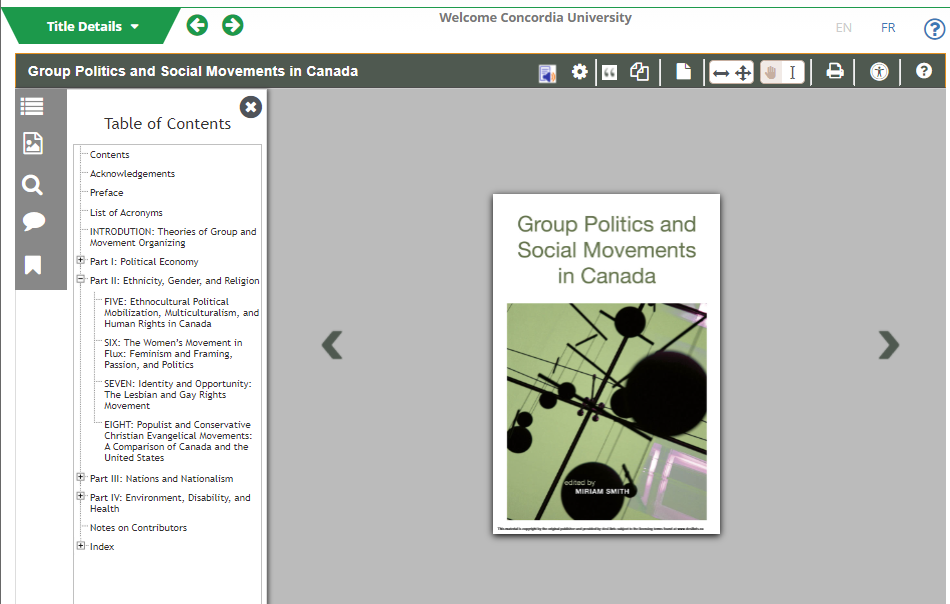 Title Details
Welcome Concordia University
EN FR
Group Politics and Social Movements in Canada
Table of Contents
Contents
Acknowledgements
Preface
List of Acronyms
INTRODUTION: Theories of Group and
Movement Organizing
Part I: Political Economy
Part II: Ethnicity, Gender, and Religion
FIVE: Ethnocultural Political
Mobilization, Multiculturalism, and
Human Rights in Canada
SIX: The Women's Movement in
Flux: Feminism and Framing,
Passion, and Politics
SEVEN: Identity and Opportunity:
The Lesbian and Gay Rights
Movement
EIGHT: Populist and Conservative
Christian Evangelical Movements:
A Comparison of Canada and the
United States
Part III: Nations and Nationalism
Part IV: Environment, Disability, and
Health
Notes on Contributors
Index
Group Politics and
Social Movements
in Canada
edited by
MIRIAM SMITH